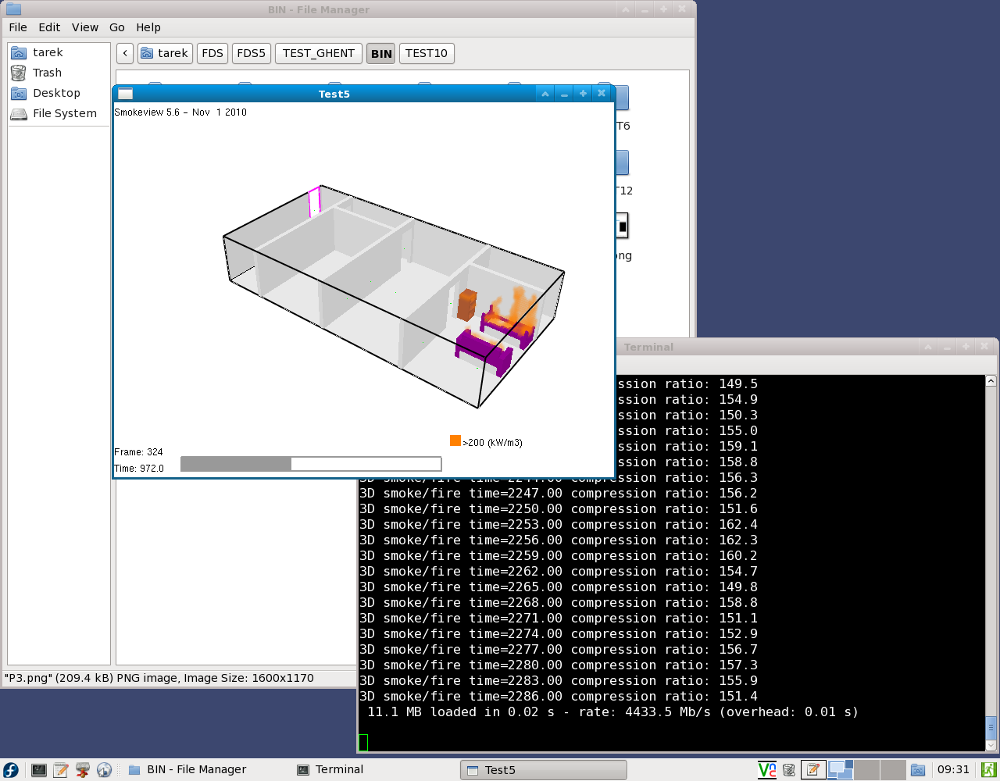 BIN - File Manager
File Edit View Go Help
tarek
Trash
Desktop
File System
tarek FDS FDS5 TEST_GHENT BIN TEST10
T6
T12
ong
"P3.png" (209.4 kB) PNG image, Image Size: 1600x1170
Test5
Smokeview 5.6 - Nov 1 2010
>200 (kW/m3)
Frame: 324
Time: 972.0
Terminal
ssion ratio: 149.5
ssion ratio: 154.9
ssion ratio: 150.3
ssion ratio: 155.0
ssion ratio: 159.1
ssion ratio: 158.8
3D smoke/fire time=2244.00 compression ratio: 156.3
3D smoke/fire time=2247.00 compression ratio: 156.2
3D smoke/fire time=2250.00 compression ratio: 151.6
3D smoke/fire time=2253.00 compression ratio: 162.4
3D smoke/fire time=2256.00 compression ratio: 162.3
3D smoke/fire time=2259.00 compression ratio: 160.2
3D smoke/fire time=2262.00 compression ratio: 154.7
3D smoke/fire time=2265.00 compression ratio: 149.8
3D smoke/fire time=2268.00 compression ratio: 158.8
3D smoke/fire time=2271.00 compression ratio: 151.1
3D smoke/fire time=2274.00 compression ratio: 152.9
3D smoke/fire time=2277.00 compression ratio: 156.7
3D smoke/fire time=2280.00 compression ratio: 157.3
3D smoke/fire time=2283.00 compression ratio: 155.9
3D smoke/fire time=2286.00 compression ratio: 151.4
11.1 MB loaded in 0.02 s - rate: 4433.5 Mb/s (overhead: 0.01 s)
BIN - File Manager Terminal Test5 09:31